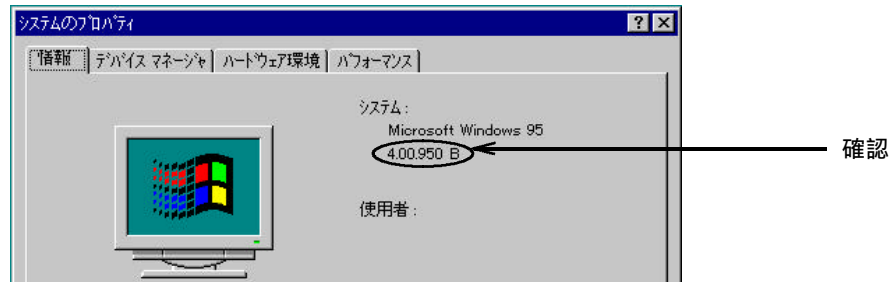 システムのプロパティ
情報
デバイス マネージャ
ハードウェア環境
パフォーマンス
システム:
Microsoft Windows 95
4.00.950 B
確認
使用者: